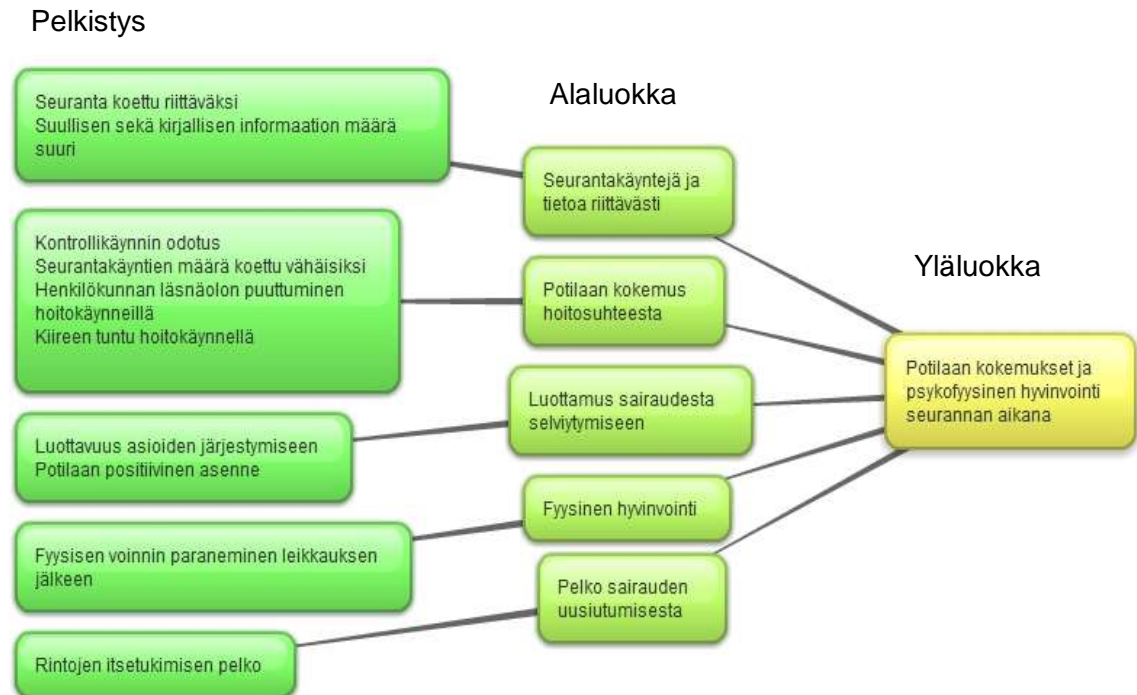 Pelkistys
Seuranta koettu riittäväksi
Suullisen sekä kirjallisen informaation määrä
suuri
Kontrollikäynnin odotus
Seurantakäyntien määrä koettu vähäisiksi
Henkilökunnan läsnäolon puuttuminen
hoitokäynneillä
Kiireen tuntu hoitokäynnellä
Luottavuus asioiden järjestymiseen
Potilaan positiivinen asenne
Fyysisen voinnin paraneminen leikkauksen
jälkeen
Rintojen itsetukimisen pelko
Alaluokka
Seurantakäyntejä ja
tietoa riittävästi
Potilaan kokemus
hoitosuhteesta
Luottamus sairaudesta
selviytymiseen
Fyysinen hyvinvointi
Pelko sairauden
uusiutumisesta
Yläluokka
Potilaan kokemukset ja
psykofyysinen hyvinvointi
seurannan aikana